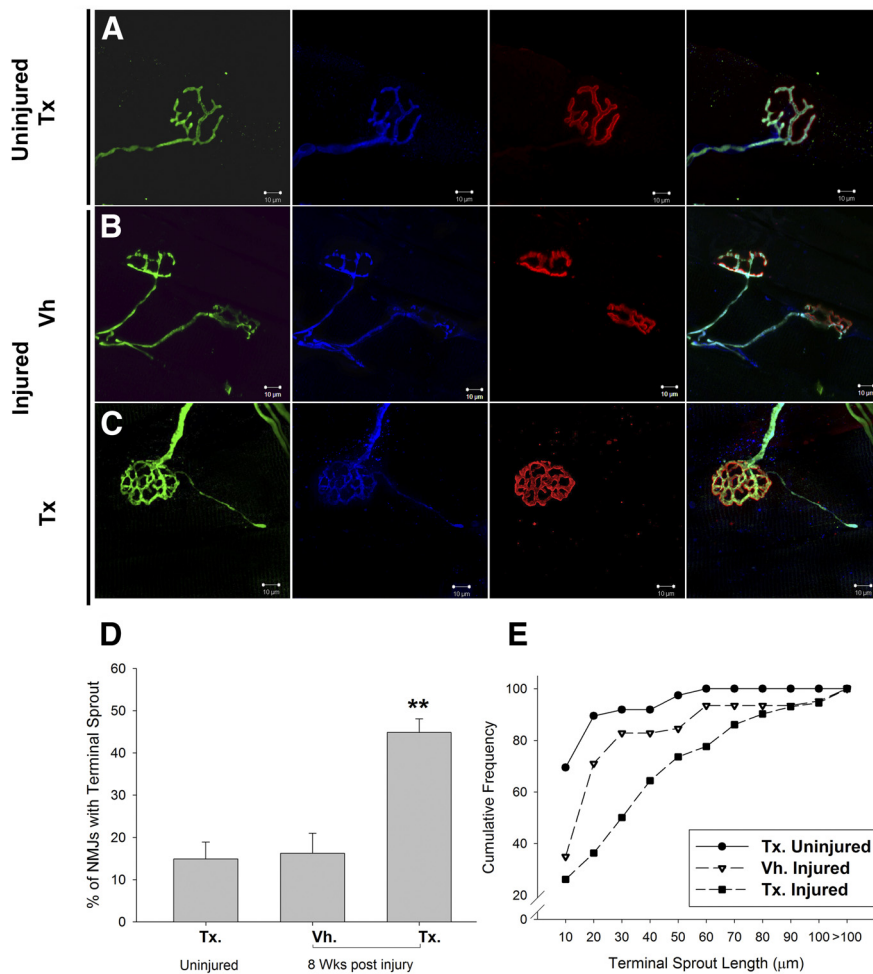 A
Uninjured
Tx
10 µm
10 µm
10 µm
10 µm
B
Injured
Vh
10 µm
10 µm
10 µm
10 µm
C
Tx
10 µm
10 µm
10 µm
10 µm
D
% of NMJs with Terminal Sprout
60
50
40
30
20
10
0
**
Tx. Vh. Tx.
Uninjured 8 Wks post injury
E
Cumulative Frequency
100
80
60
40
20
0
Tx. Uninjured
Vh. Injured
Tx. Injured
10 20 30 40 50 60 70 80 90 100 >100
Terminal Sprout Length (µm)